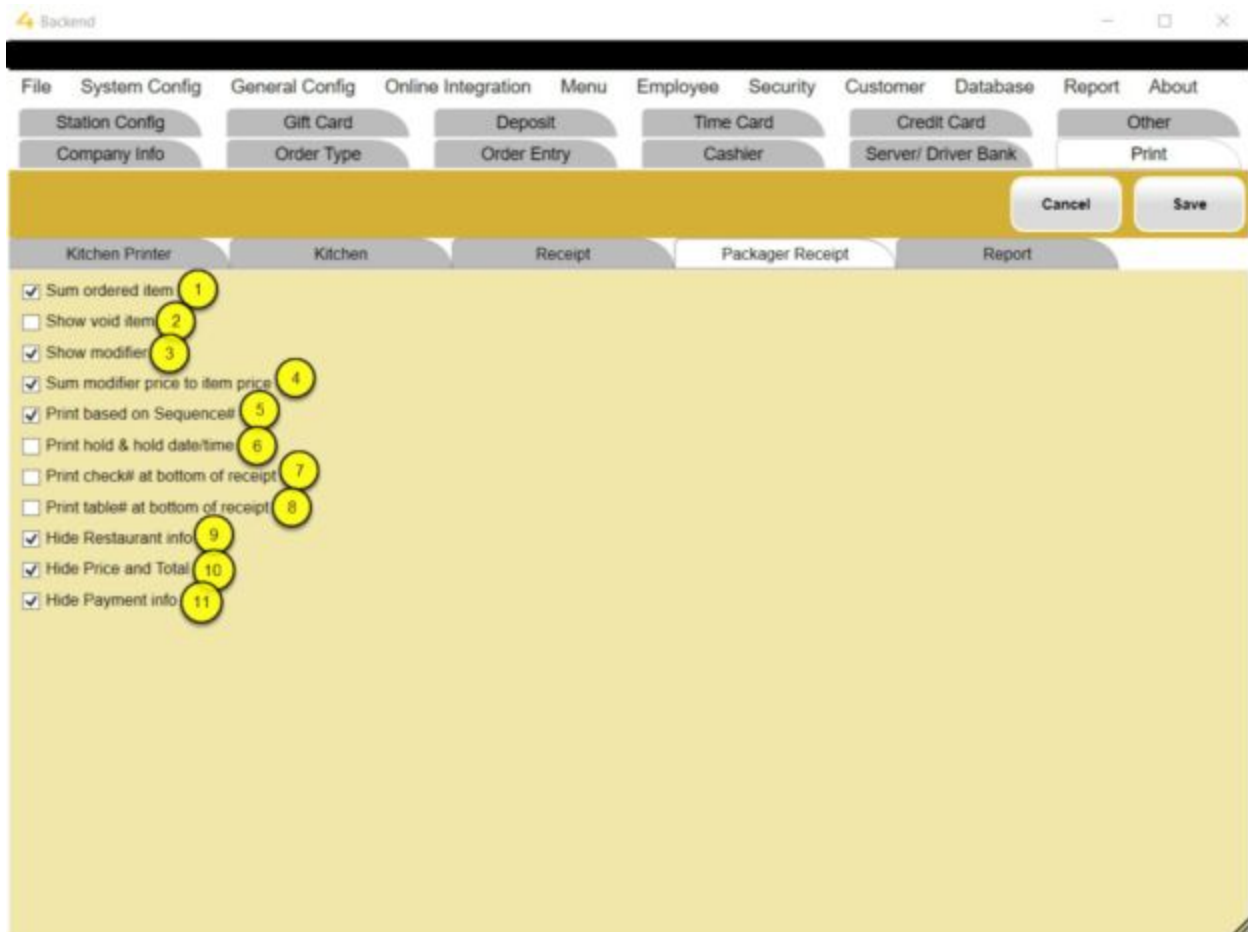 Backend
File System Config General Config Online Integration Menu Employee Security Customer Database Report About
Station Config Gift Card Deposit Time Card Credit Card Other
Company Info Order Type Order Entry Cashier Server/ Driver Bank Print
Cancel Save
Kitchen Printer Kitchen Receipt Packager Receipt Report
Sum ordered item 1
Show void item 2
Show modifier 3
Sum modifier price to item price 4
Print based on Sequence# 5
Print hold & hold date/time 6
Print check# at bottom of receipt 7
Print table# at bottom of receipt 8
Hide Restaurant info 9
Hide Price and Total 10
Hide Payment info 11